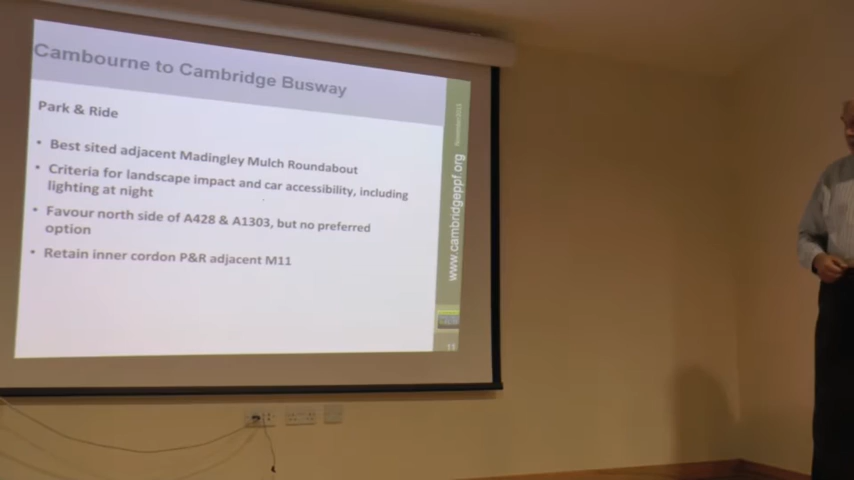 Cambourne to Cambridge Busway
Park & Ride
• Best sited adjacent Madingley Mulch Roundabout
• Criteria for landscape impact and car accessibility, including
lighting at night
• Favour north side of A428 & A1303, but no preferred
option
• Retain inner cordon P&R adjacent M11
www.cambridgeppf.org
11